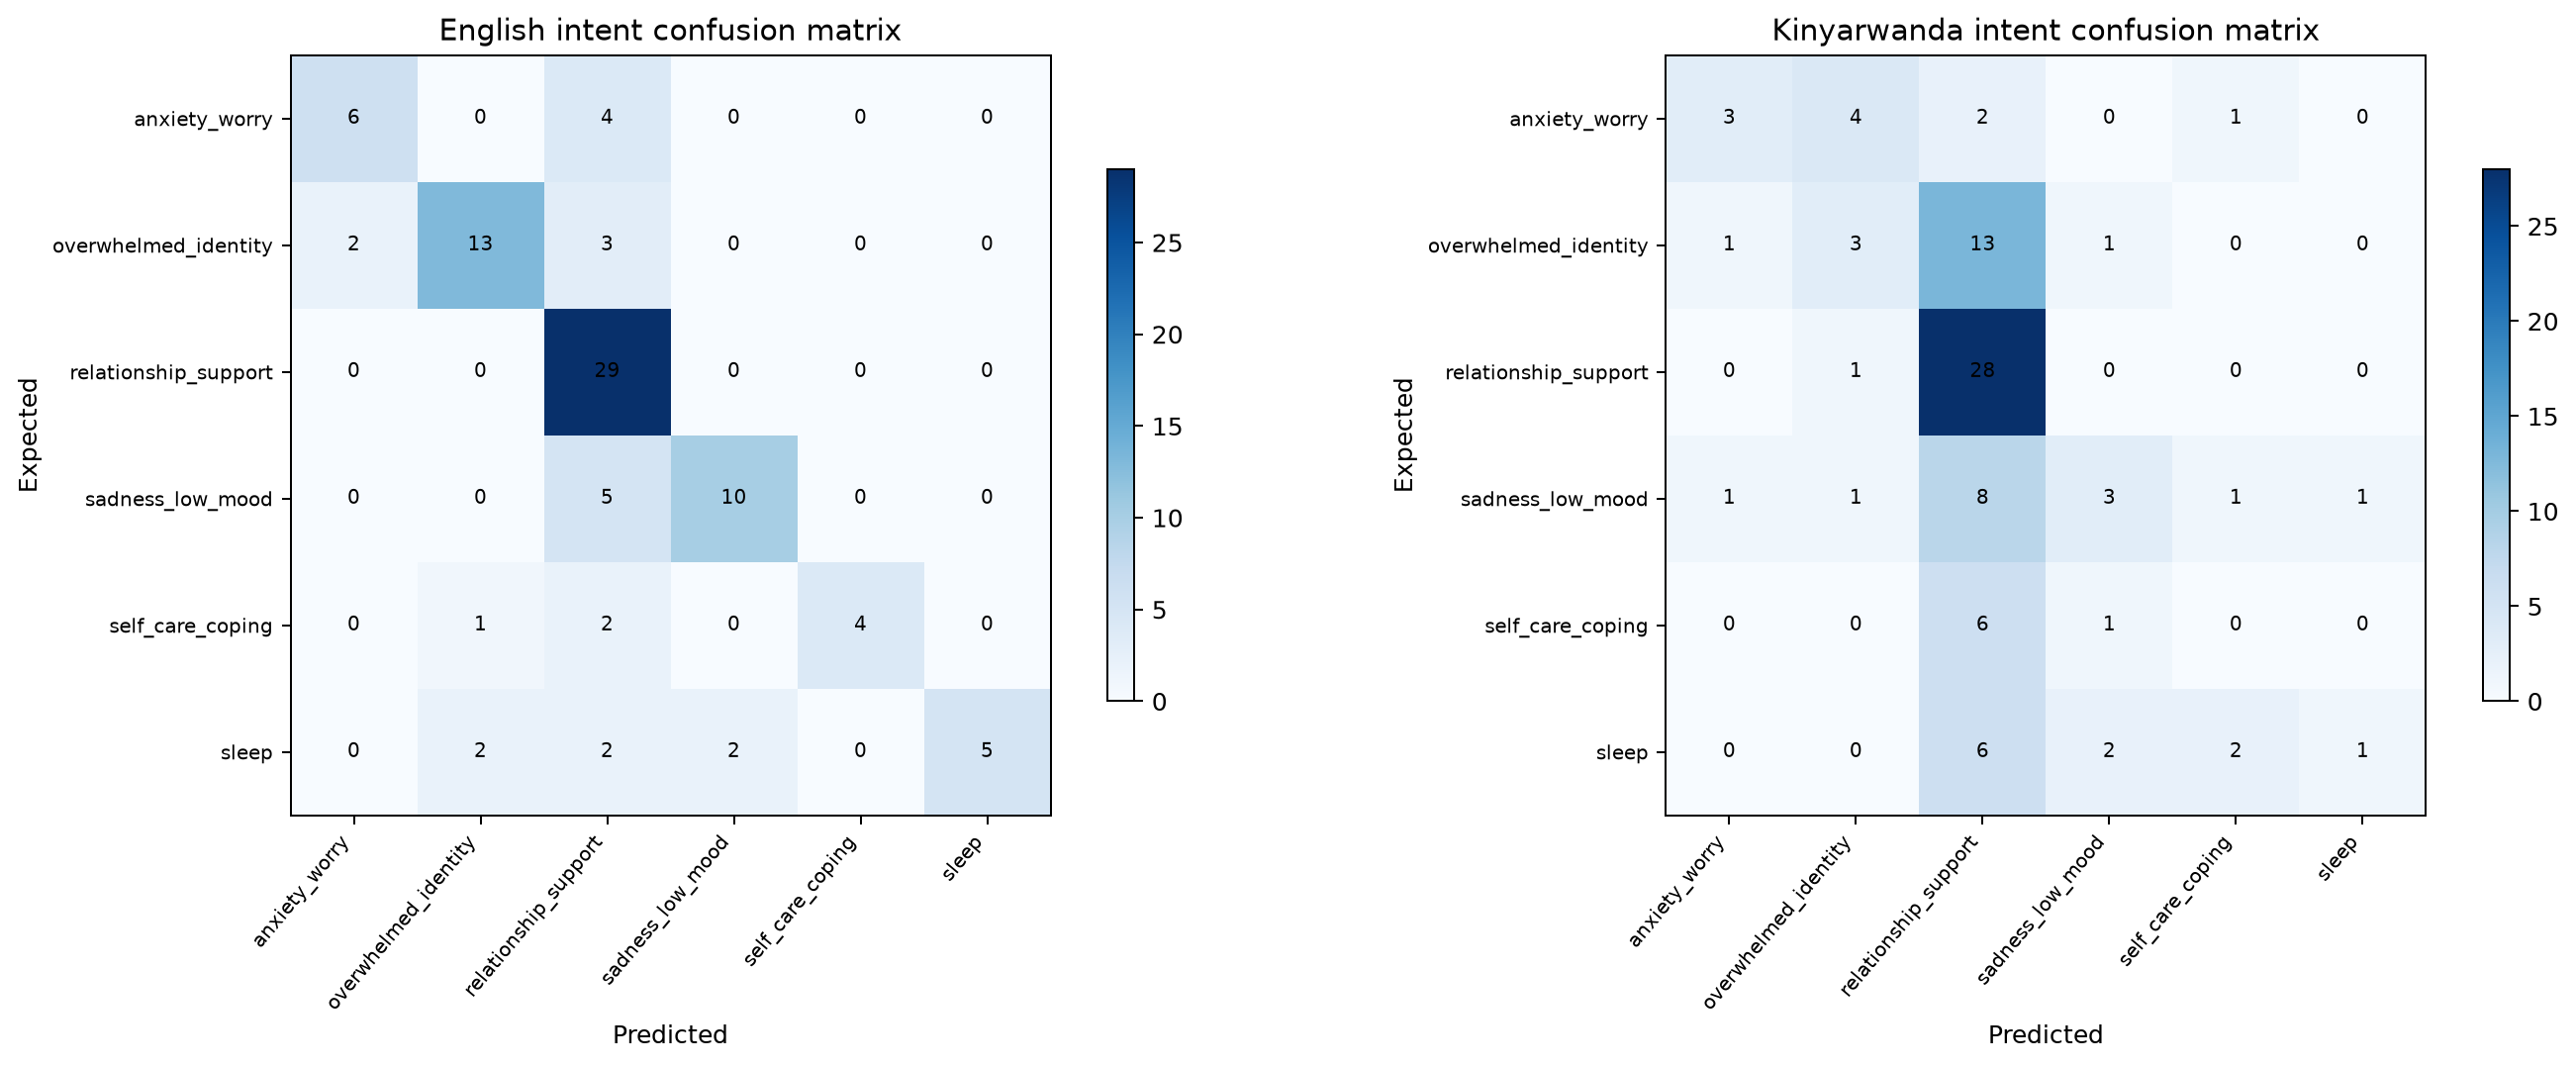 English intent confusion matrix
Expected
anxiety_worry 6 0 4 0 0 0
overwhelmed_identity 2 13 3 0 0 0
relationship_support 0 0 29 0 0 0
sadness_low_mood 0 0 5 10 0 0
self_care_coping 0 1 2 0 4 0
sleep 0 2 2 2 0 5
anxiety_worry
overwhelmed_identity
relationship_support
sadness_low_mood
self_care_coping
sleep
Predicted
25
20
15
10
5
0
Kinyarwanda intent confusion matrix
Expected
anxiety_worry 3 4 2 0 1 0
overwhelmed_identity 1 3 13 1 0 0
relationship_support 0 1 28 0 0 0
sadness_low_mood 1 1 8 3 1 1
self_care_coping 0 0 6 1 0 0
sleep 0 0 6 2 2 1
anxiety_worry
overwhelmed_identity
relationship_support
sadness_low_mood
self_care_coping
sleep
Predicted
25
20
15
10
5
0